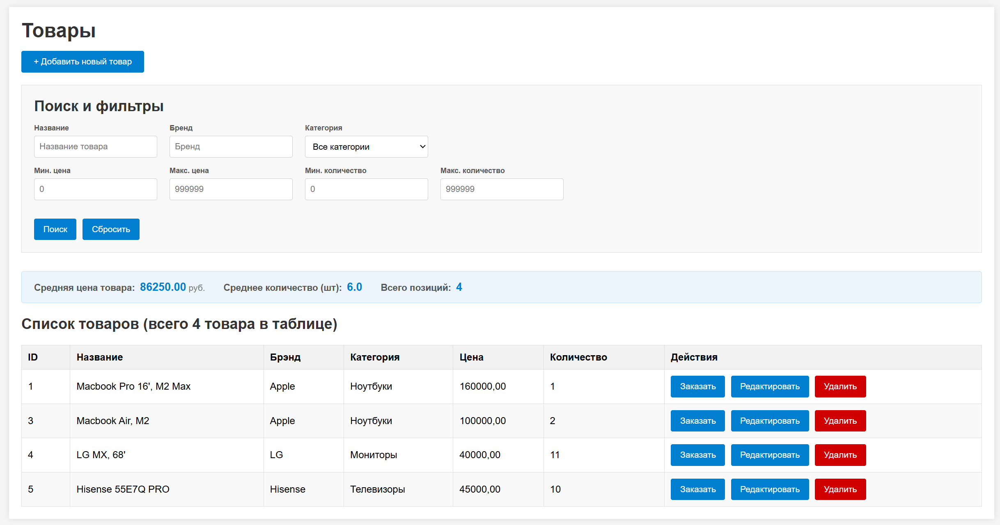 Товары
+ Добавить новый товар
Поиск и фильтры
Название Бренд Категория
Название товара Бренд Все категории
Мин. цена Макс. цена Мин. количество Макс. количество
0 999999 0 999999
Поиск Сбросить
Средняя цена товара: 86250.00 руб. Среднее количество (шт): 6.0 Всего позиций: 4
Список товаров (всего 4 товара в таблице)
ID Название Брэнд Категория Цена Количество Действия
1 Macbook Pro 16', M2 Max Apple Ноутбуки 160000,00 1 Заказать Редактировать Удалить
3 Macbook Air, M2 Apple Ноутбуки 100000,00 2 Заказать Редактировать Удалить
4 LG MX, 68' LG Мониторы 40000,00 11 Заказать Редактировать Удалить
5 Hisense 55E7Q PRO Hisense Телевизоры 45000,00 10 Заказать Редактировать Удалить